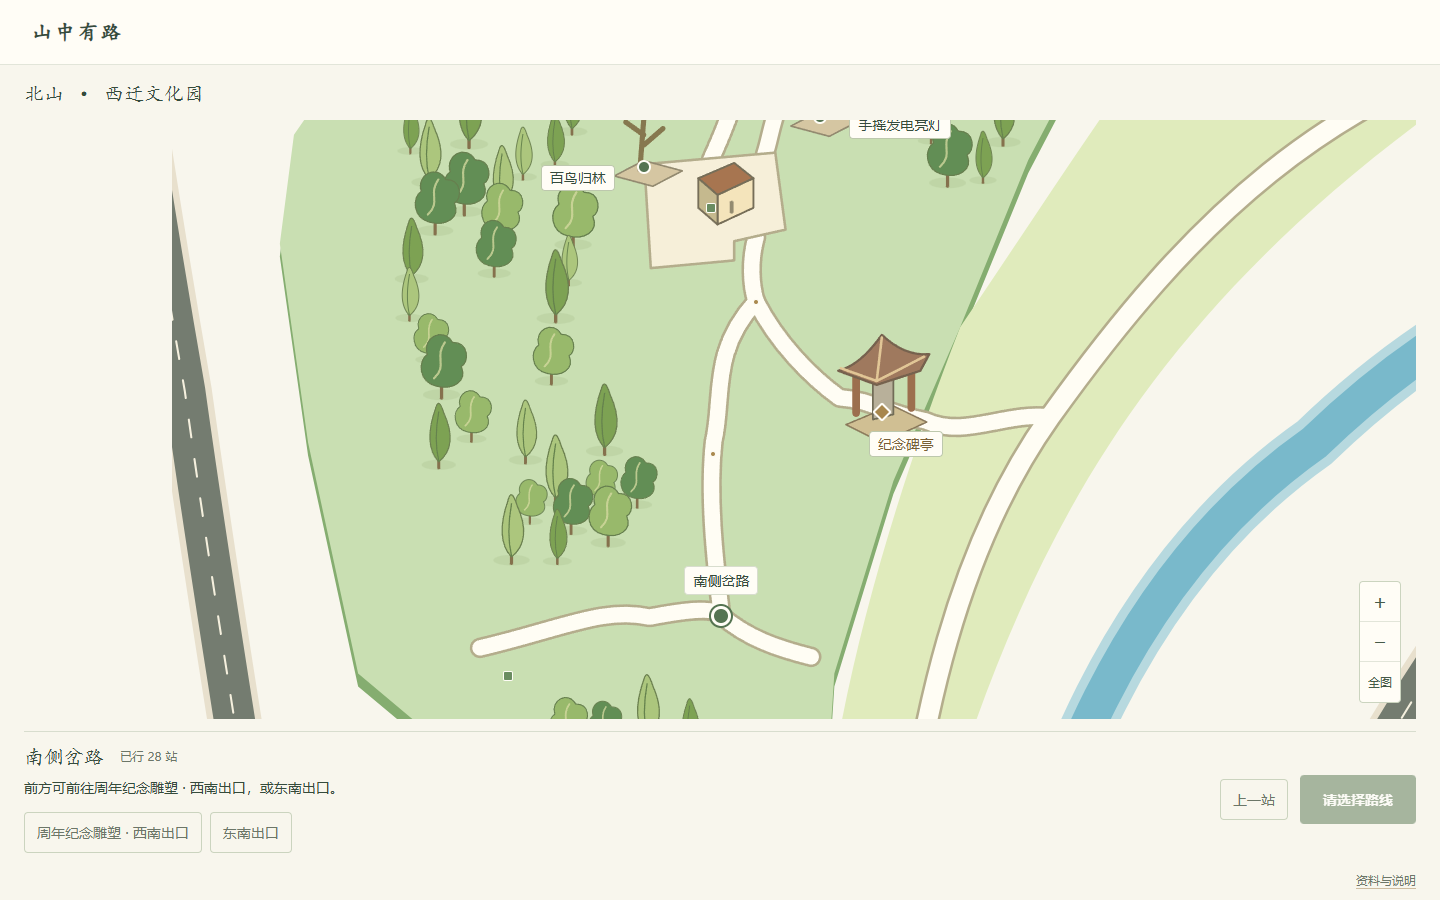 山中有路
北山 • 西迁文化园
手摇发电亮灯
百鸟归林
纪念碑亭
南侧岔路
+
−
全图
南侧岔路 已行 28 站
前方可前往周年纪念雕塑 · 西南出口，或东南出口。
周年纪念雕塑 · 西南出口
东南出口
上一站
请选择路线
资料与说明